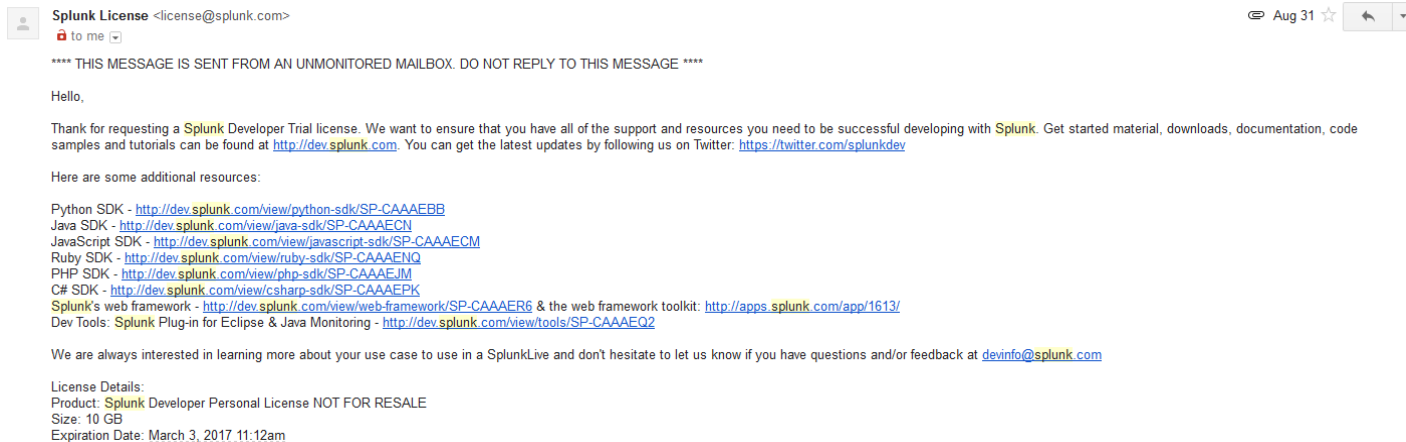 Splunk License <license@splunk.com>
Aug 31
to me
**** THIS MESSAGE IS SENT FROM AN UNMONITORED MAILBOX. DO NOT REPLY TO THIS MESSAGE ****
Hello,
Thank for requesting a Splunk Developer Trial license. We want to ensure that you have all of the support and resources you need to be successful developing with Splunk. Get started material, downloads, documentation, code
samples and tutorials can be found at http://dev.splunk.com. You can get the latest updates by following us on Twitter: https://twitter.com/splunkdev
Here are some additional resources:
Python SDK - http://dev.splunk.com/view/python-sdk/SP-CAAAEBB
Java SDK - http://dev.splunk.com/view/java-sdk/SP-CAAAECN
JavaScript SDK - http://dev.splunk.com/view/javascript-sdk/SP-CAAAECM
Ruby SDK - http://dev.splunk.com/view/ruby-sdk/SP-CAAAENQ
PHP SDK - http://dev.splunk.com/view/php-sdk/SP-CAAAEJM
C# SDK - http://dev.splunk.com/view/csharp-sdk/SP-CAAAEPK
Splunk's web framework - http://dev.splunk.com/view/web-framework/SP-CAAAER6 & the web framework toolkit: http://apps.splunk.com/app/1613/
Dev Tools: Splunk Plug-in for Eclipse & Java Monitoring - http://dev.splunk.com/view/tools/SP-CAAAEQ2
We are always interested in learning more about your use case to use in a SplunkLive and don't hesitate to let us know if you have questions and/or feedback at devinfo@splunk.com
License Details:
Product: Splunk Developer Personal License NOT FOR RESALE
Size: 10 GB
Expiration Date: March 3, 2017 11:12am